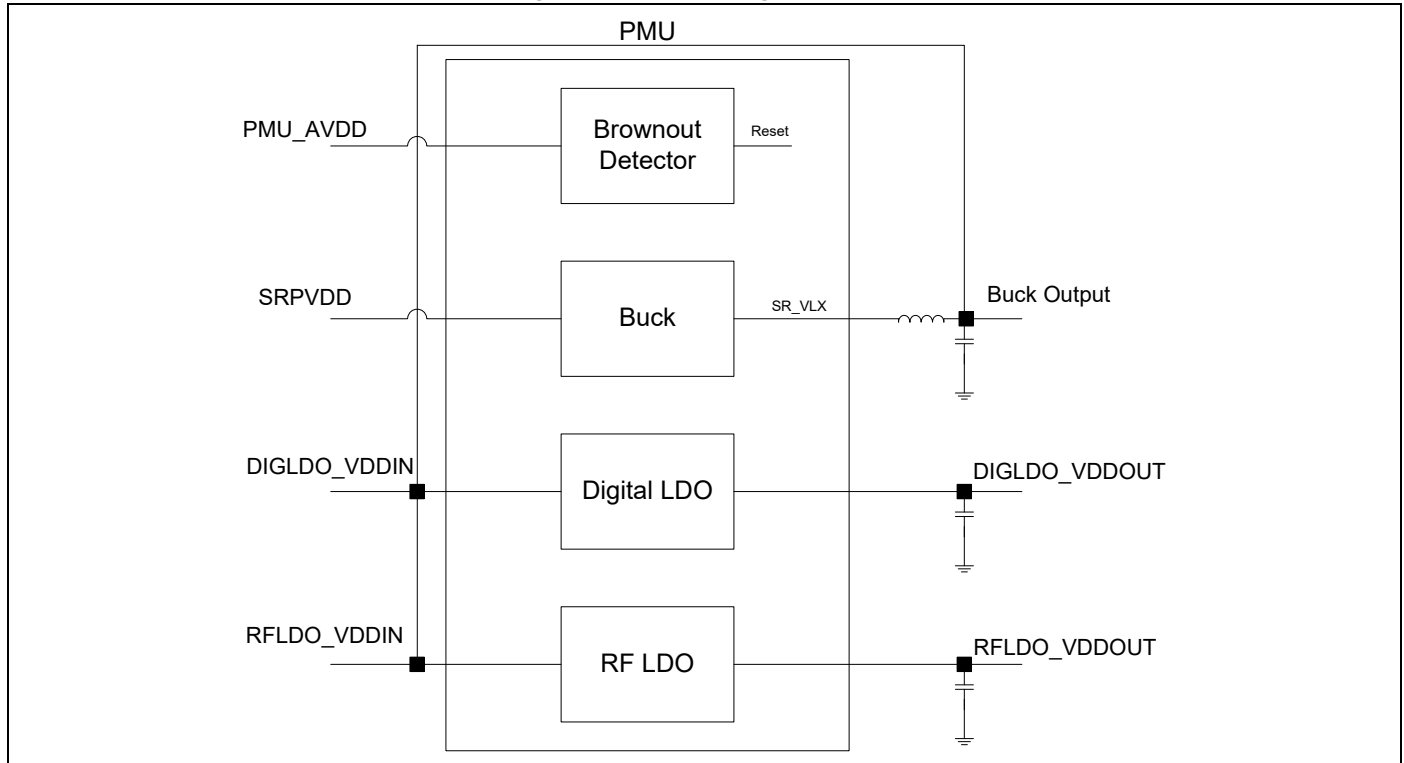 PMU
PMU_AVDD
Brownout
Detector
Reset
SRPVDD
Buck
SR_VLX
Buck Output
DIGLDO_VDDIN
Digital LDO
DIGLDO_VDDOUT
RFLDO_VDDIN
RF LDO
RFLDO_VDDOUT